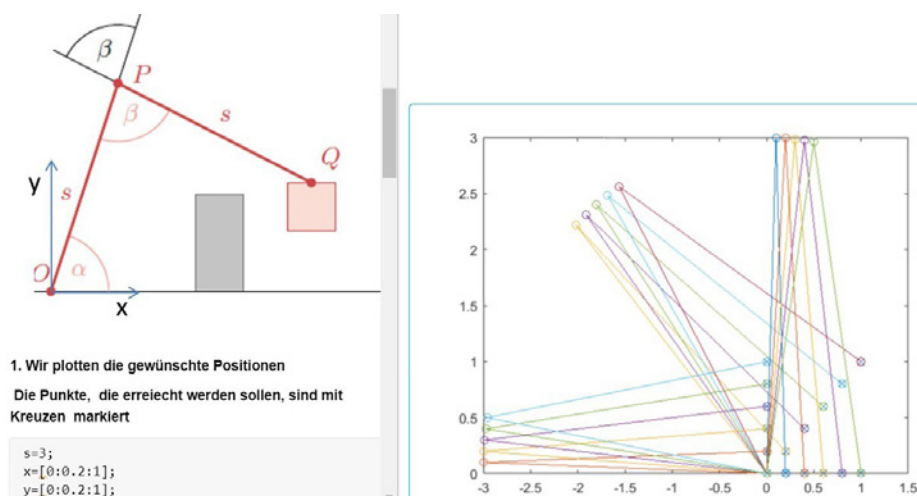 β
P
β
s
Q
y
s
O
α
x
1. Wir plotten die gewünschte Positionen
Die Punkte, die erreiecht werden sollen, sind mit
Kreuzen markiert
s=3;
x=[0:0.2:1];
y=[0:0.2:1];
3
2.5
2
1.5
1
0.5
0
-3 -2.5 -2 -1.5 -1 -0.5 0 0.5 1 1.5